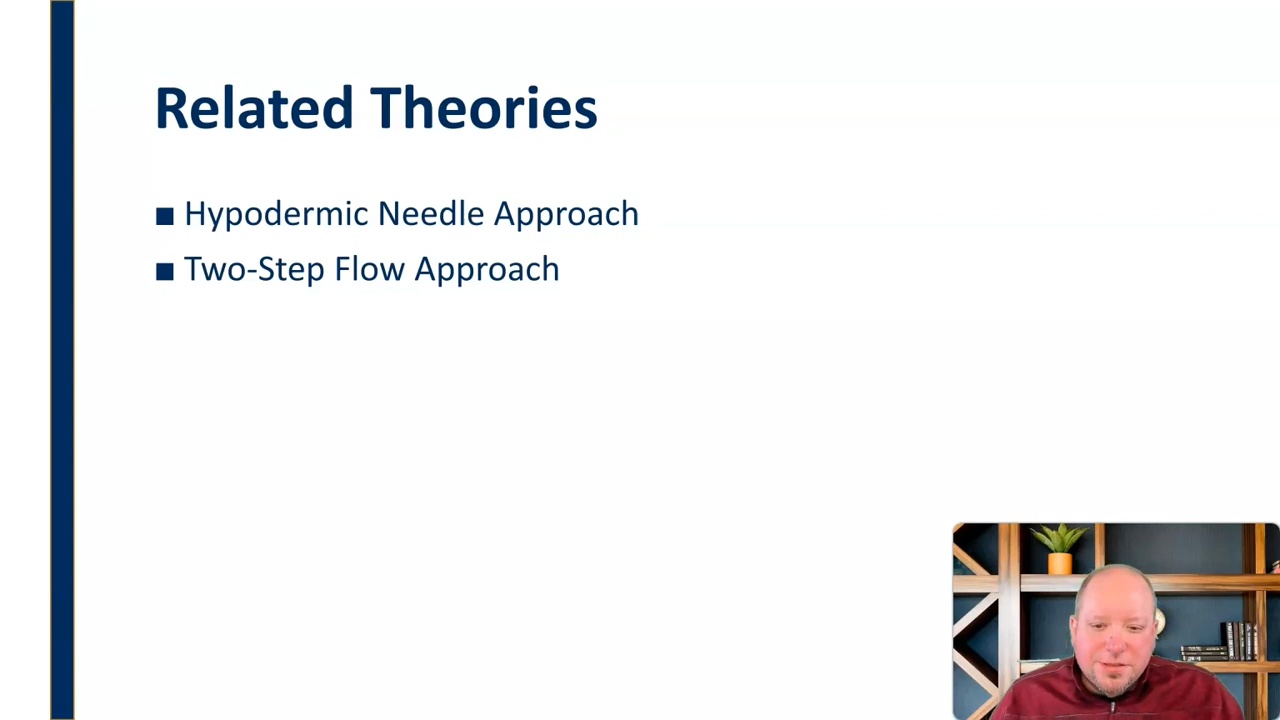 Related Theories
■ Hypodermic Needle Approach
■ Two-Step Flow Approach